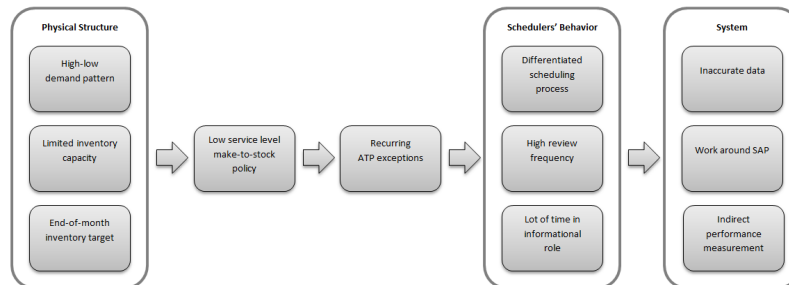 Physical Structure
High-low
demand pattern
Limited inventory
capacity
End-of-month
inventory target
Low service level
make-to-stock
policy
Recurring
ATP exceptions
Schedulers' Behavior
Differentiated
scheduling
process
High review
frequency
Lot of time in
informational
role
System
Inaccurate data
Work around SAP
Indirect
performance
measurement